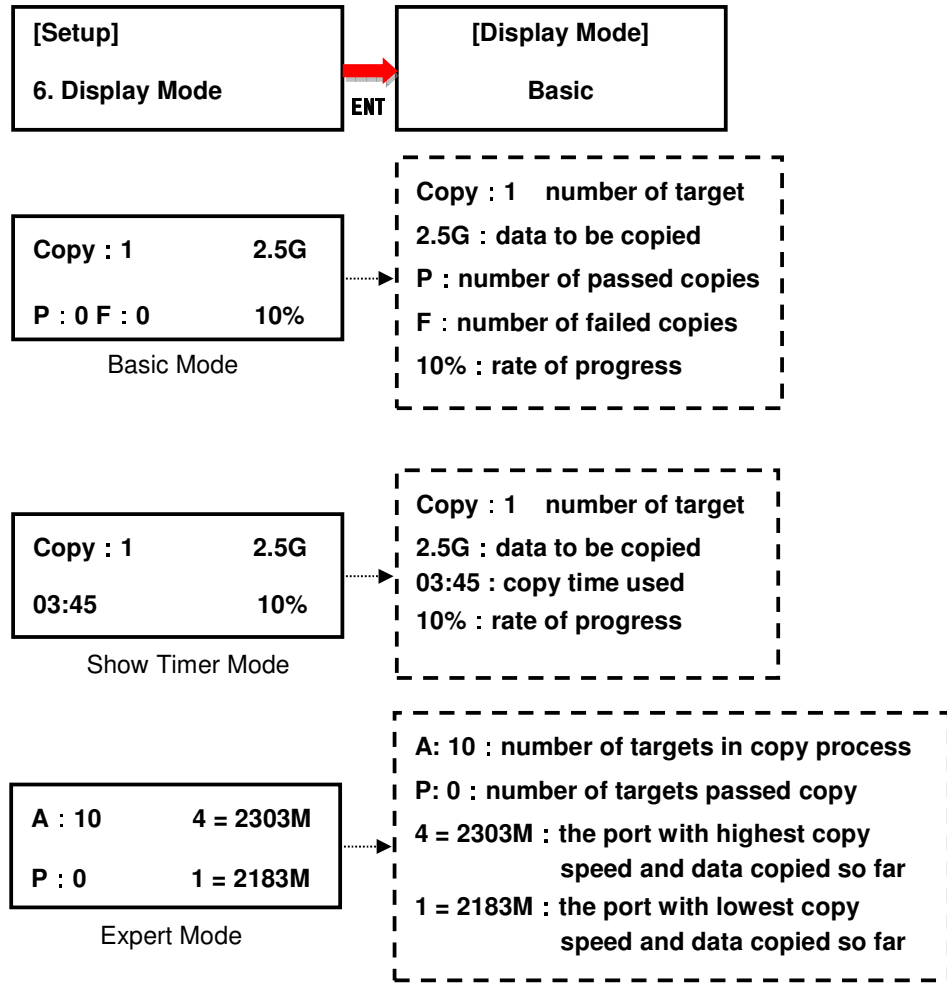 [Setup]
6. Display Mode
ENT
[Display Mode]
Basic
Copy : 1 2.5G
P : 0 F : 0 10%
Basic Mode
Copy : 1 number of target
2.5G : data to be copied
P : number of passed copies
F : number of failed copies
10% : rate of progress
Copy : 1 2.5G
03:45 10%
Show Timer Mode
Copy : 1 number of target
2.5G : data to be copied
03:45 : copy time used
10% : rate of progress
A : 10 4 = 2303M
P : 0 1 = 2183M
Expert Mode
A: 10 : number of targets in copy process
P: 0 : number of targets passed copy
4 = 2303M : the port with highest copy
speed and data copied so far
1 = 2183M : the port with lowest copy
speed and data copied so far